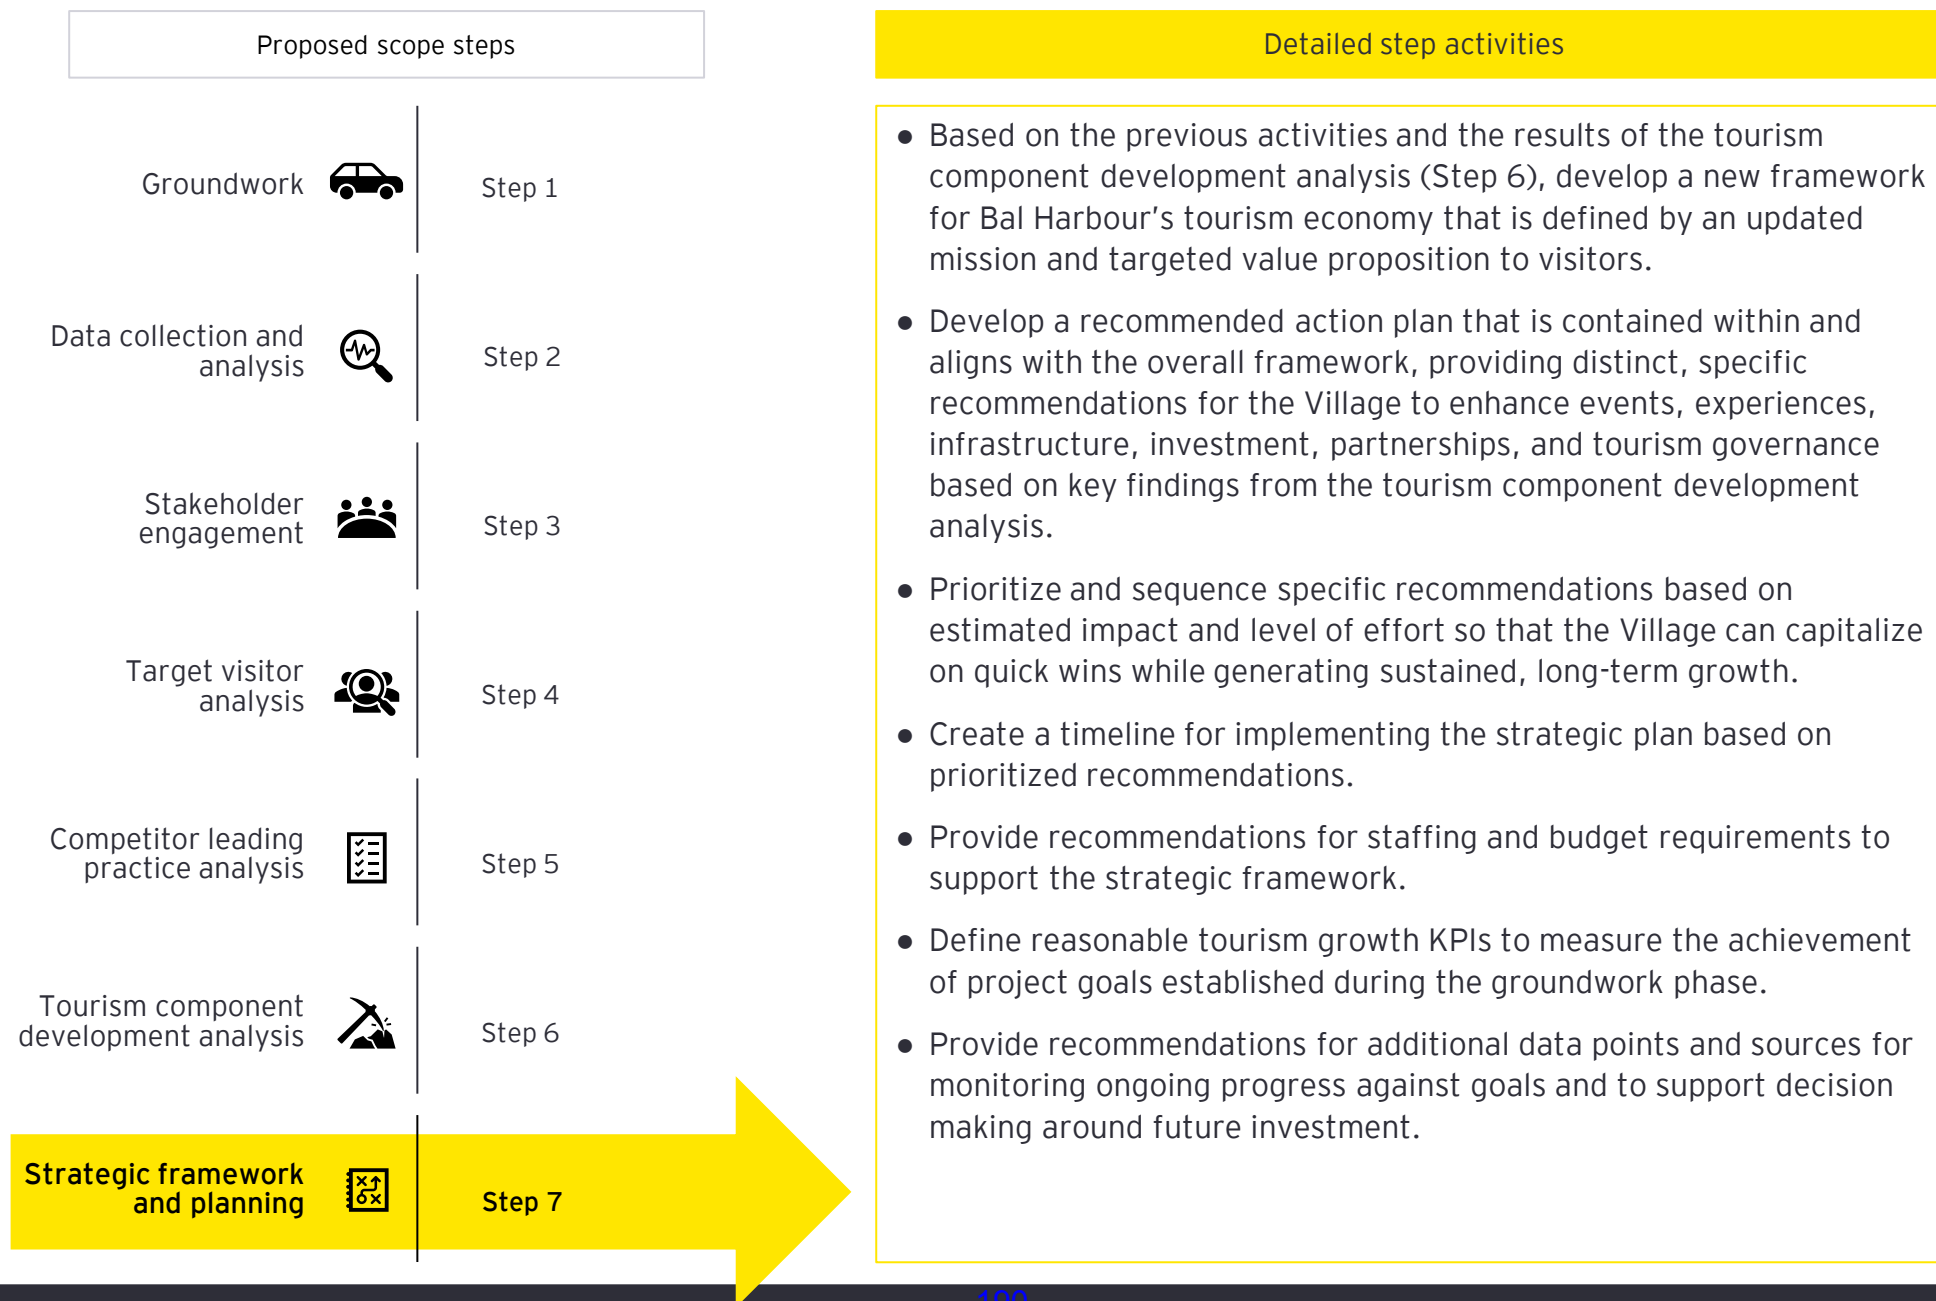 Proposed scope steps
Groundwork
Step 1
Data collection and
analysis
Step 2
Stakeholder
engagement
Step 3
Target visitor
analysis
Step 4
Competitor leading
practice analysis
Step 5
Tourism component
development analysis
Step 6
Strategic framework
and planning
Step 7
Detailed step activities
● Based on the previous activities and the results of the tourism
component development analysis (Step 6), develop a new framework
for Bal Harbour’s tourism economy that is defined by an updated
mission and targeted value proposition to visitors.
● Develop a recommended action plan that is contained within and
aligns with the overall framework, providing distinct, specific
recommendations for the Village to enhance events, experiences,
infrastructure, investment, partnerships, and tourism governance
based on key findings from the tourism component development
analysis.
● Prioritize and sequence specific recommendations based on
estimated impact and level of effort so that the Village can capitalize
on quick wins while generating sustained, long-term growth.
● Create a timeline for implementing the strategic plan based on
prioritized recommendations.
● Provide recommendations for staffing and budget requirements to
support the strategic framework.
● Define reasonable tourism growth KPIs to measure the achievement
of project goals established during the groundwork phase.
● Provide recommendations for additional data points and sources for
monitoring ongoing progress against goals and to support decision
making around future investment.